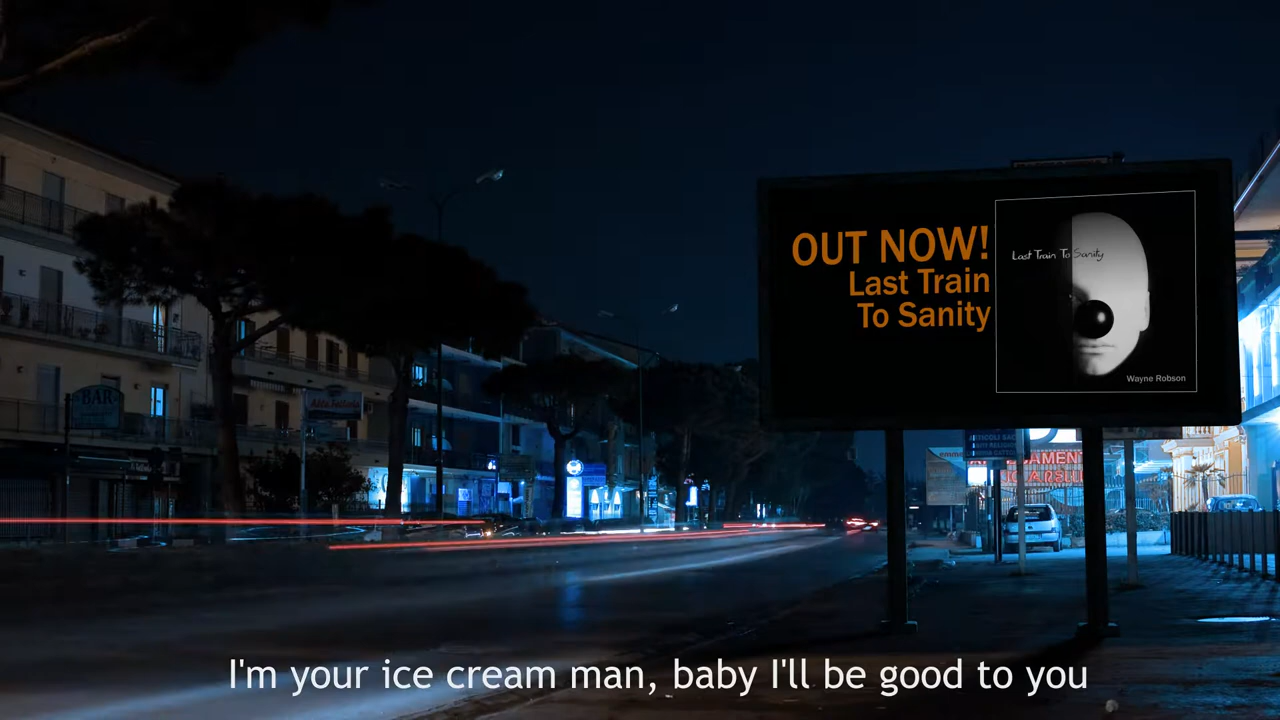 OUT NOW!
Last Train
To Sanity
Last Train To Sanity
Wayne Robson
BAR
I'm your ice cream man, baby I'll be good to you